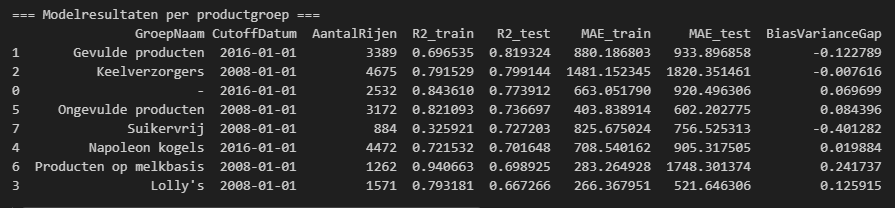 === Modelresultaten per productgroep ===
GroepNaam CutoffDatum AantalRijen R2_train R2_test MAE_train MAE_test BiasVarianceGap
1 Gevulde producten 2016-01-01 3389 0.696535 0.819324 880.186803 933.896858 -0.122789
2 Keelverzorgers 2008-01-01 4675 0.791529 0.799144 1481.152345 1820.351461 -0.007616
0 - 2016-01-01 2532 0.843610 0.773912 663.051790 920.496306 0.069699
5 Ongevulde producten 2008-01-01 3172 0.821093 0.736697 403.838914 602.202775 0.084396
7 Suikervrij 2008-01-01 884 0.325921 0.727203 825.675024 756.525313 -0.401282
4 Napoleon kogels 2016-01-01 4472 0.721532 0.701648 708.540162 905.317505 0.019884
6 Producten op melkbasis 2008-01-01 1262 0.940663 0.698925 283.264928 1748.301374 0.241737
3 Lolly's 2008-01-01 1571 0.793181 0.667266 266.367951 521.646306 0.125915